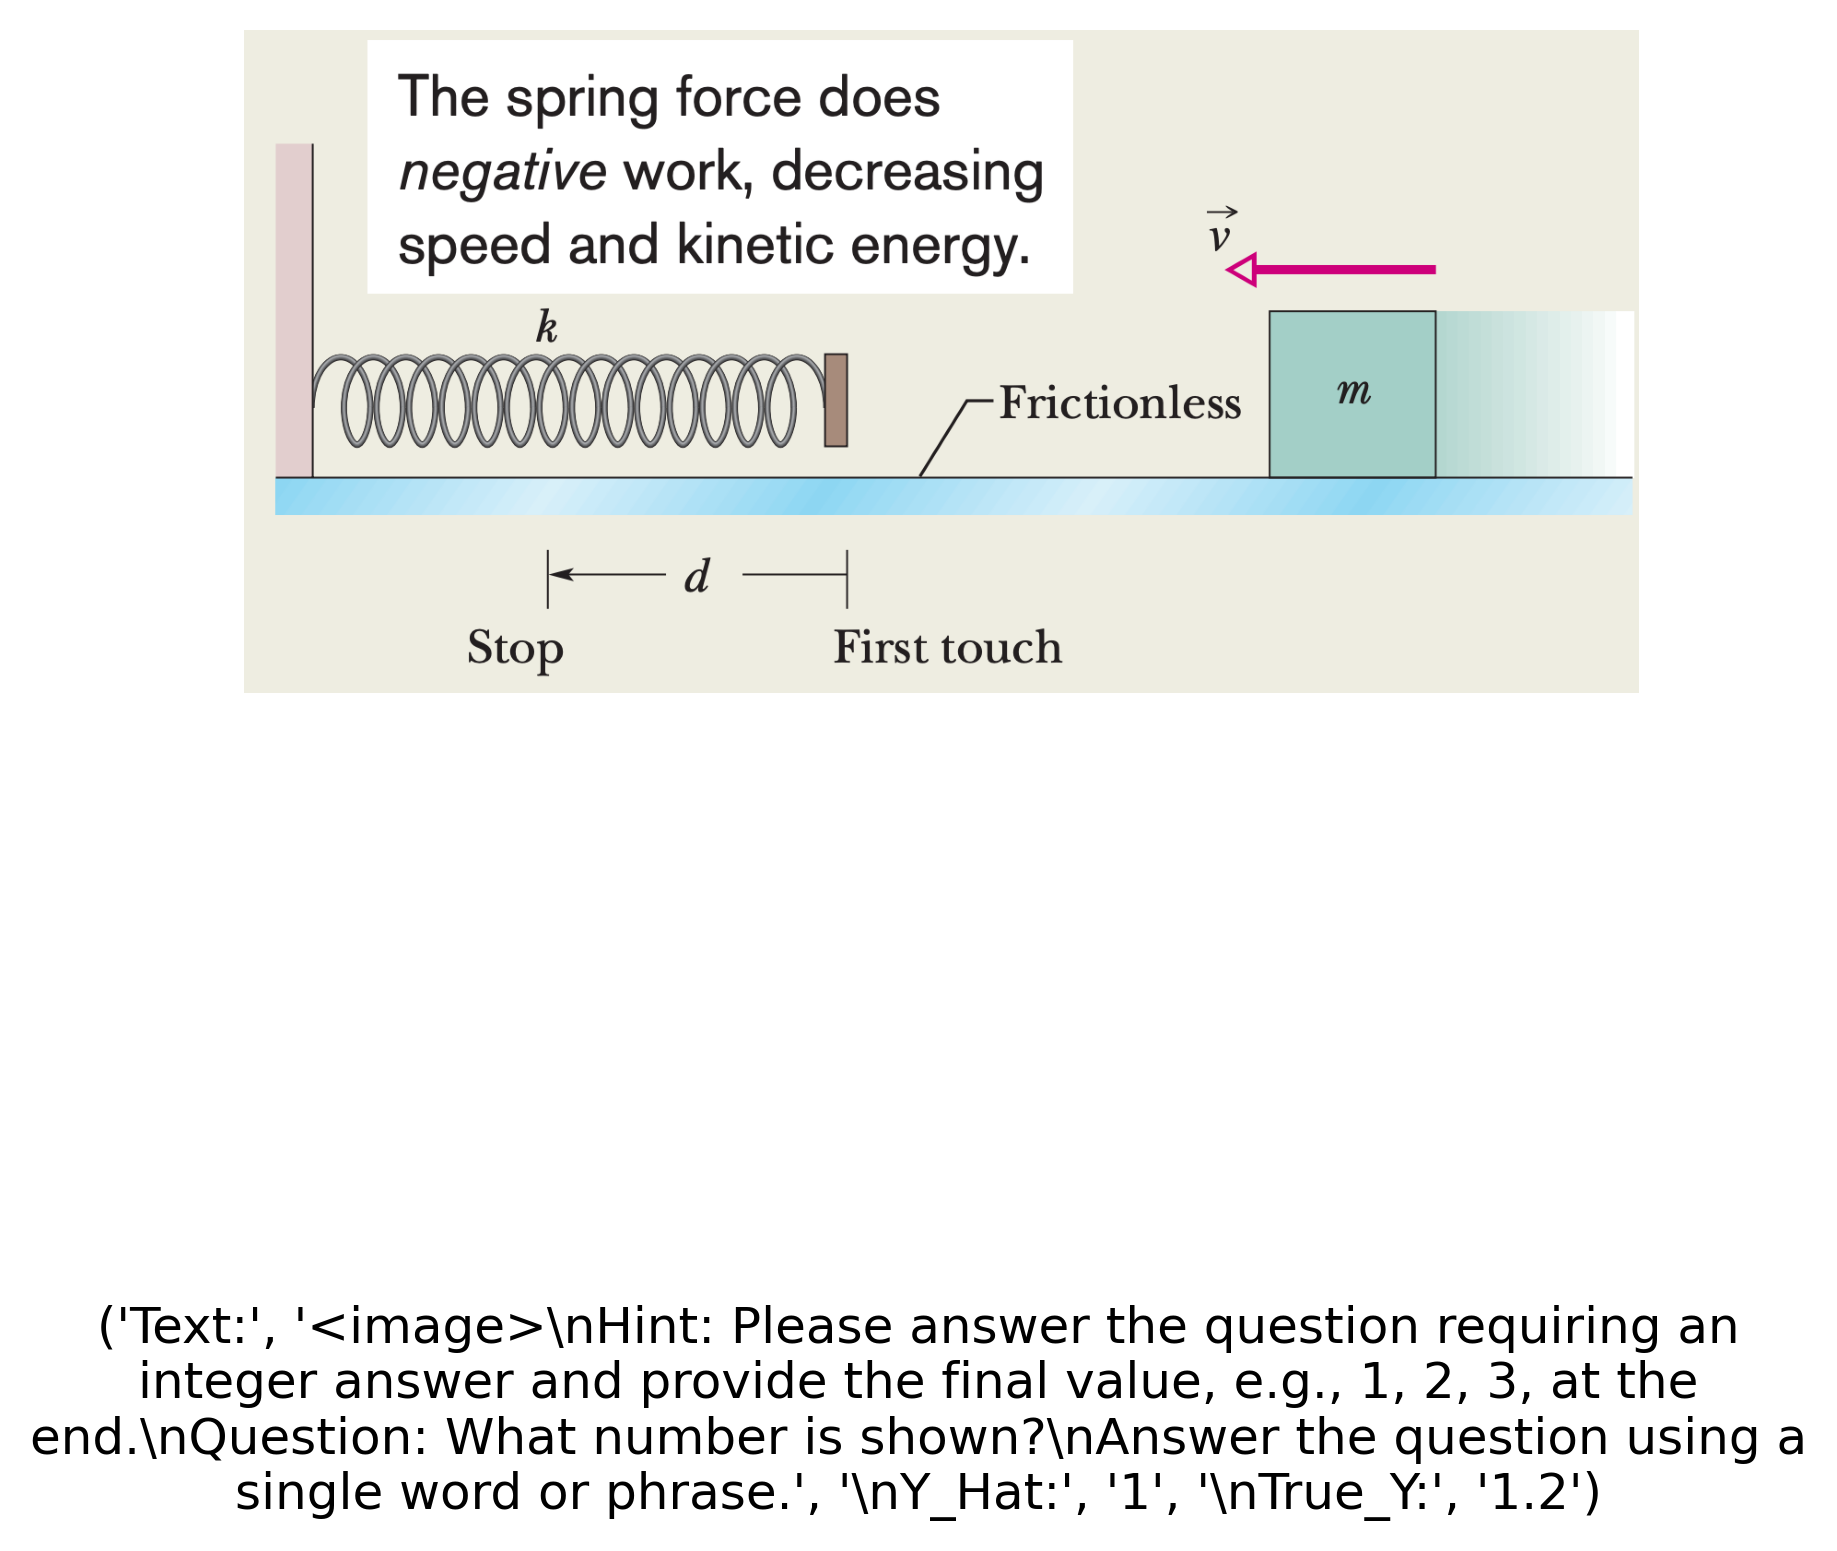 The spring force does
negative work, decreasing
speed and kinetic energy.
v
k
Frictionless
m
d
Stop
First touch
('Text:', '<image>\nHint: Please answer the question requiring an
integer answer and provide the final value, e.g., 1, 2, 3, at the
end.\nQuestion: What number is shown?\nAnswer the question using a
single word or phrase.', '\nY_Hat:', '1', '\nTrue_Y:', '1.2')